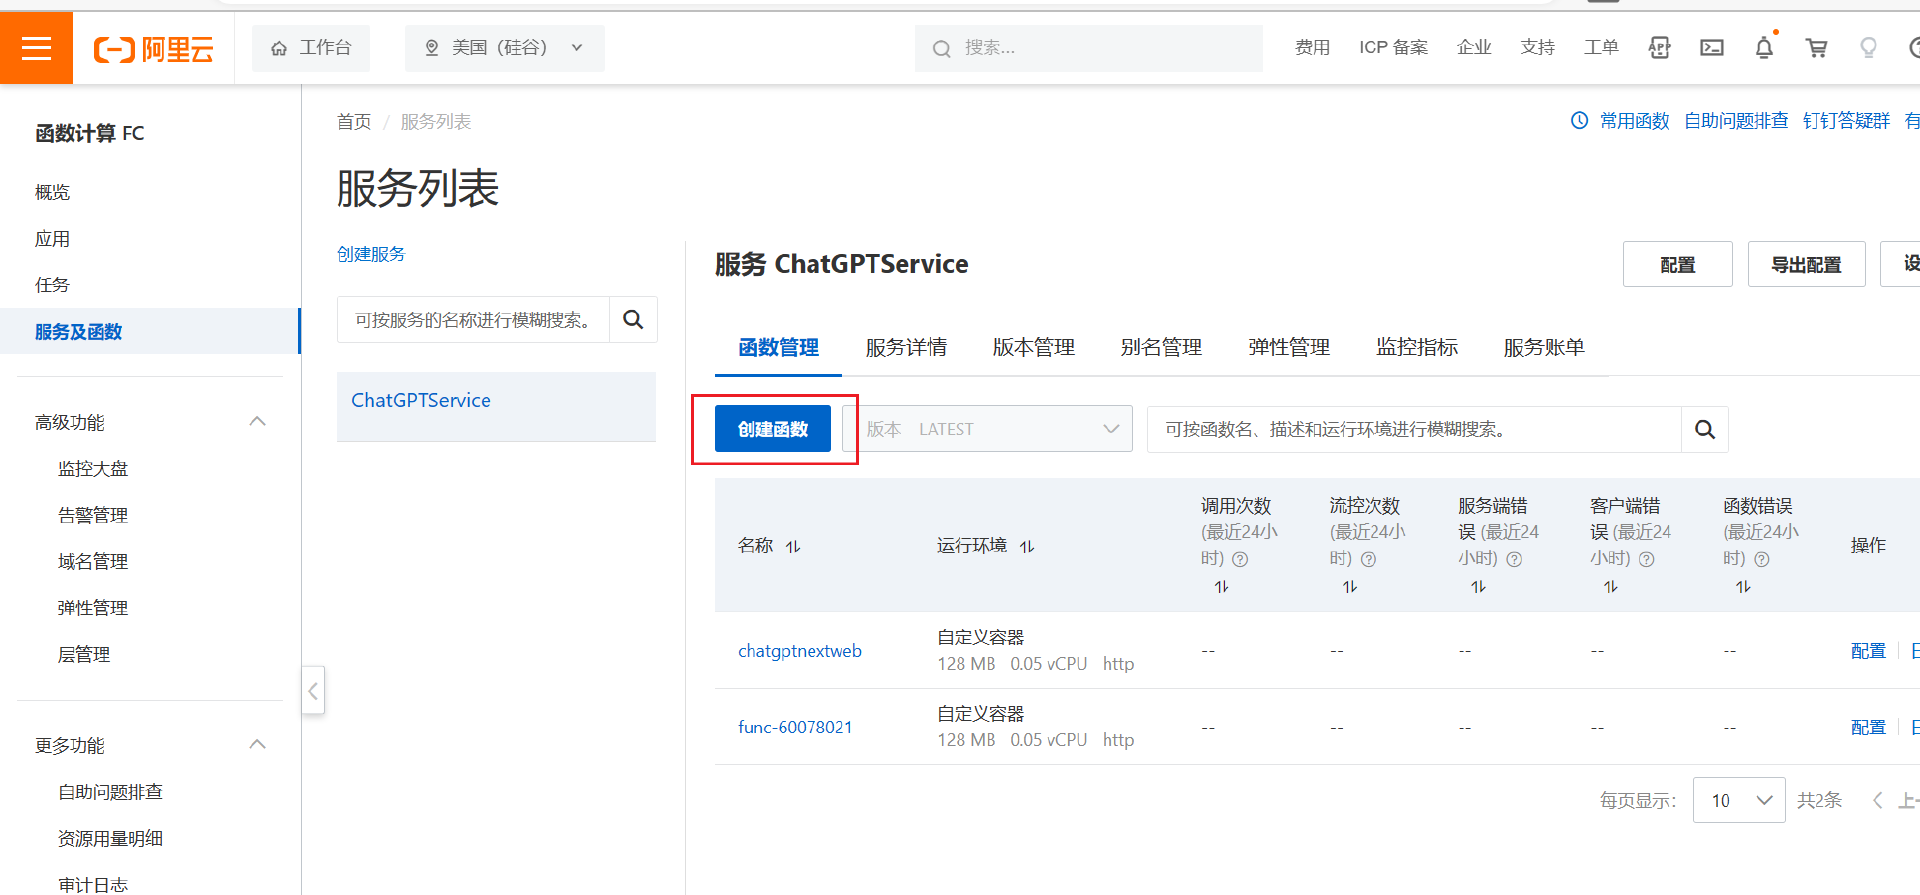 阿里云
工作台
美国（硅谷）
搜索...
费用
ICP 备案
企业
支持
工单
APP
函数计算 FC
概览
应用
任务
服务及函数
高级功能
监控大盘
告警管理
域名管理
弹性管理
层管理
更多功能
自助问题排查
资源用量明细
审计日志
首页 / 服务列表
常用函数
自助问题排查
钉钉答疑群
有
服务列表
创建服务
可按服务的名称进行模糊搜索。
ChatGPTService
服务 ChatGPTService
配置
导出配置
设
函数管理
服务详情
版本管理
别名管理
弹性管理
监控指标
服务账单
创建函数
版本 LATEST
可按函数名、描述和运行环境进行模糊搜索。
名称
运行环境
调用次数
(最近24小
时)
流控次数
(最近24小
时)
服务端错
误 (最近24
小时)
客户端错
误 (最近24
小时)
函数错误
(最近24小
时)
操作
chatgptnextweb
自定义容器
128 MB 0.05 vCPU http
--
--
--
--
--
配置
func-60078021
自定义容器
128 MB 0.05 vCPU http
--
--
--
--
--
配置
每页显示：
10
共2条
上一